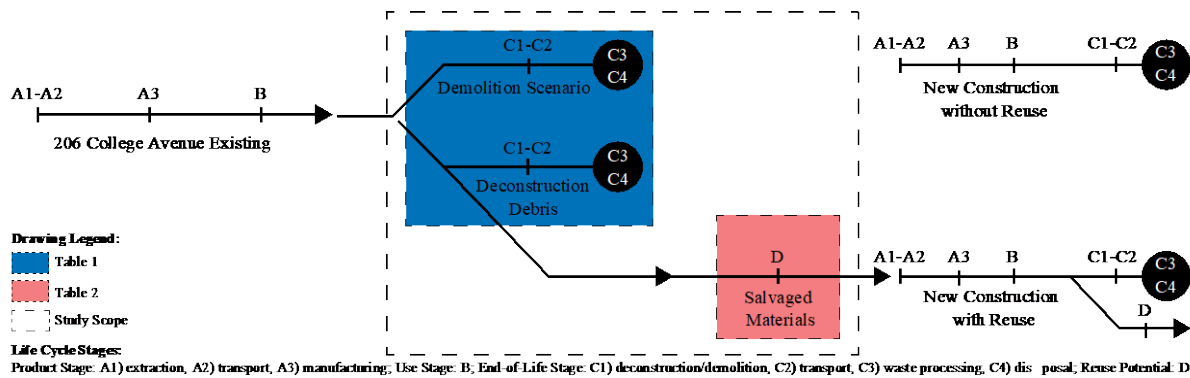 A1-A2 A3 B
206 College Avenue Existing
C1-C2 C3 C4
Demolition Scenario
C1-C2 C3 C4
Deconstruction
Debris
D
Salvaged
Materials
A1-A2 A3 B C1-C2 C3 C4
New Construction
without Reuse
A1-A2 A3 B C1-C2 C3 C4
New Construction
with Reuse
D
Drawing Legend:
Table 1
Table 2
Study Scope
Life Cycle Stages:
Product Stage: A1) extraction, A2) transport, A3) manufacturing; Use Stage: B; End-of-Life Stage: C1) deconstruction/demolition, C2) transport, C3) waste processing, C4) dis posal; Reuse Potential: D